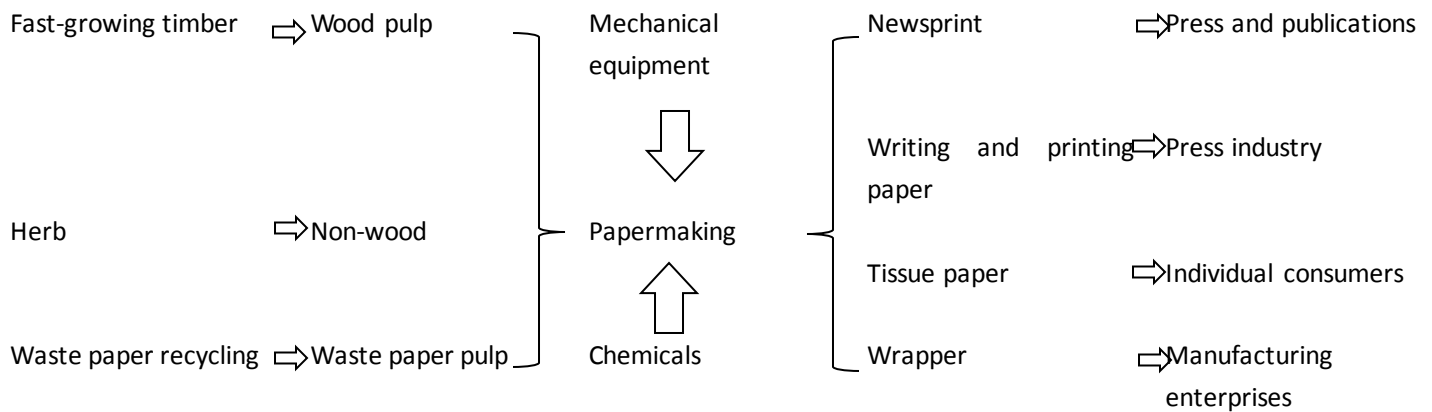 Fast-growing timber
Wood pulp
Mechanical
equipment
Newsprint
Press and publications
Writing and printing
paper
Press industry
Herb
Non-wood
Papermaking
Tissue paper
Individual consumers
Waste paper recycling
Waste paper pulp
Chemicals
Wrapper
Manufacturing
enterprises